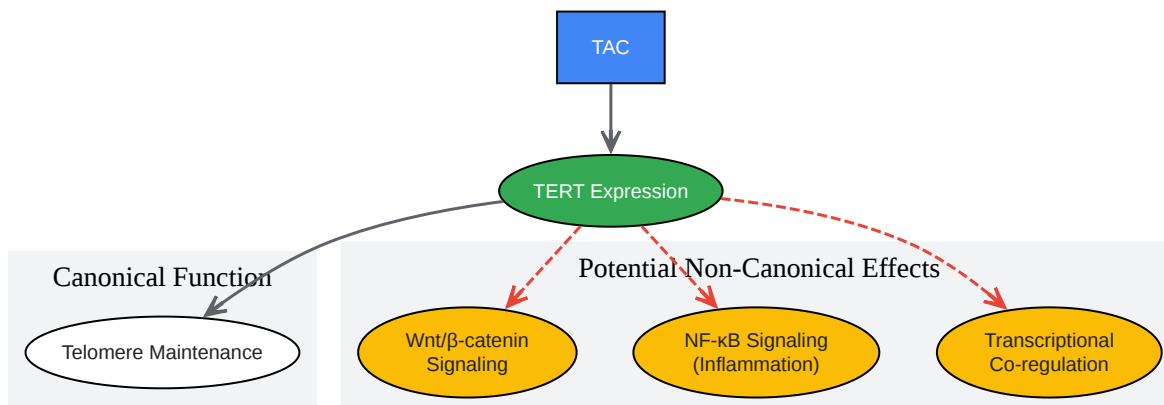 TAC
TERT Expression
Canonical Function
Potential Non-Canonical Effects
Telomere Maintenance
Wnt/β-catenin
Signaling
NF-κB Signaling
(Inflammation)
Transcriptional
Co-regulation